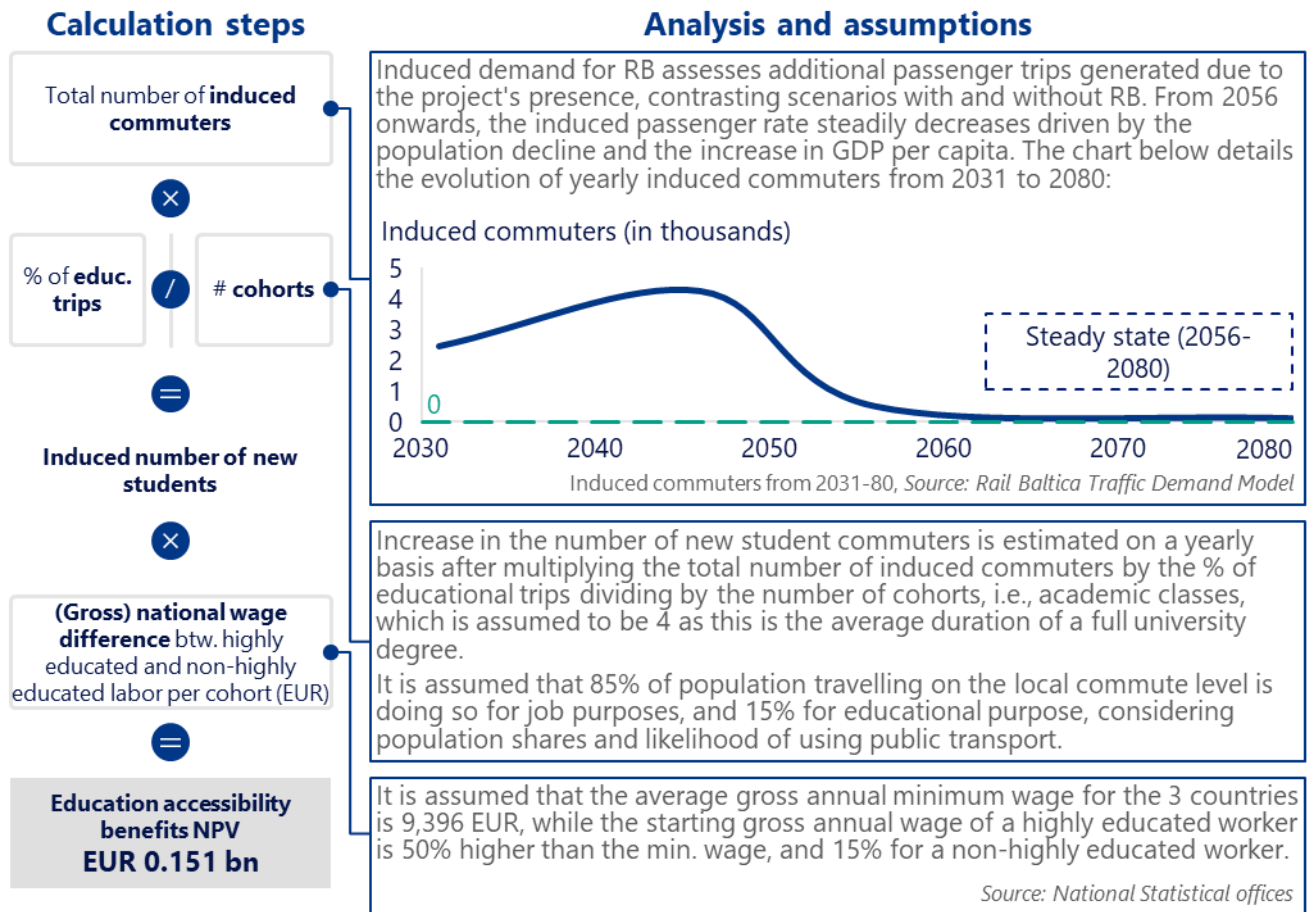 Calculation steps
Total number of induced
commuters
×
% of educ.
trips
/
# cohorts
=
Induced number of new
students
×
(Gross) national wage
difference btw. highly
educated and non-highly
educated labor per cohort (EUR)
=
Education accessibility
benefits NPV
EUR 0.151 bn
Analysis and assumptions
Induced demand for RB assesses additional passenger trips generated due to
the project's presence, contrasting scenarios with and without RB. From 2056
onwards, the induced passenger rate steadily decreases driven by the
population decline and the increase in GDP per capita. The chart below details
the evolution of yearly induced commuters from 2031 to 2080:
Induced commuters (in thousands)
5
4
3
2
1
0
0
Steady state (2056-
2080)
2030 2040 2050 2060 2070 2080
Induced commuters from 2031-80, Source: Rail Baltica Traffic Demand Model
Increase in the number of new student commuters is estimated on a yearly
basis after multiplying the total number of induced commuters by the % of
educational trips dividing by the number of cohorts, i.e., academic classes,
which is assumed to be 4 as this is the average duration of a full university
degree.
It is assumed that 85% of population travelling on the local commute level is
doing so for job purposes, and 15% for educational purpose, considering
population shares and likelihood of using public transport.
It is assumed that the average gross annual minimum wage for the 3 countries
is 9,396 EUR, while the starting gross annual wage of a highly educated worker
is 50% higher than the min. wage, and 15% for a non-highly educated worker.
Source: National Statistical offices